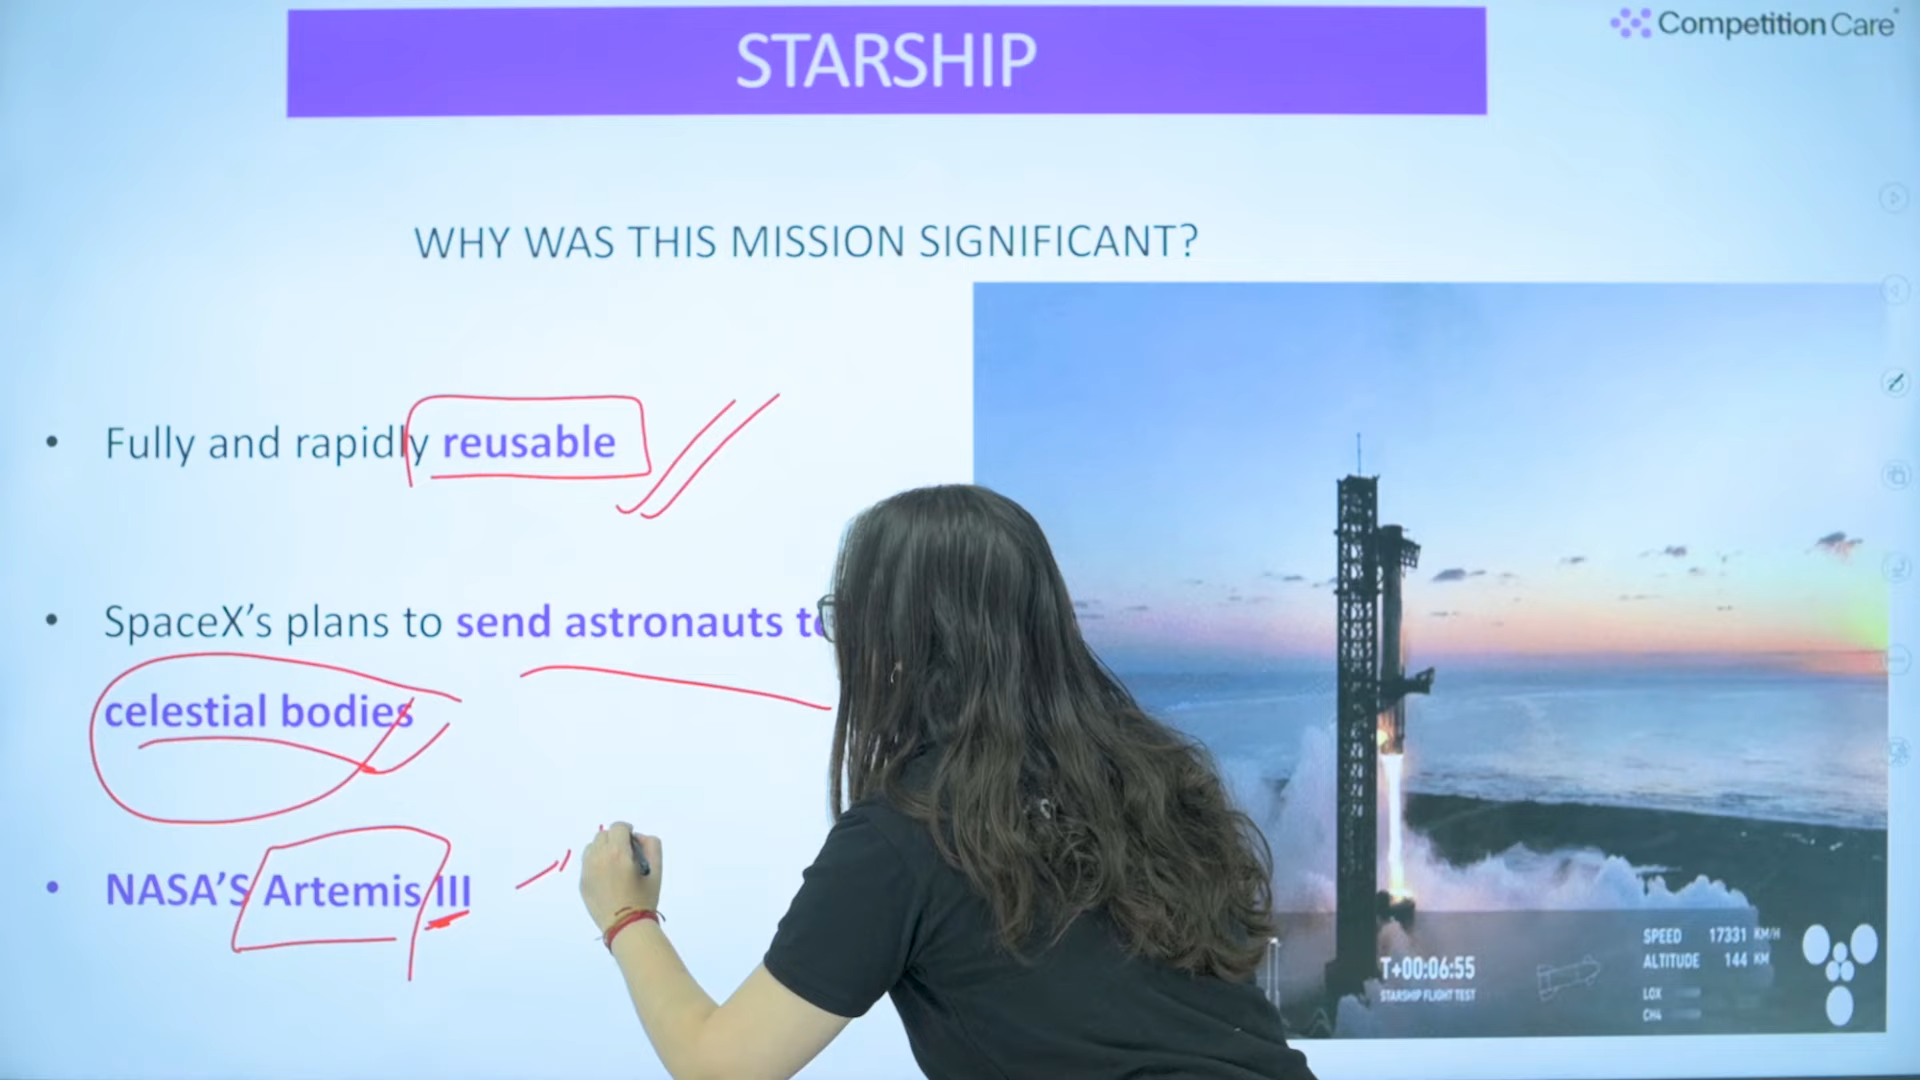 STARSHIP
Competition Care
WHY WAS THIS MISSION SIGNIFICANT?
• Fully and rapidly reusable
• SpaceX's plans to send astronauts
celestial bodies
• NASA'S Artemis III
SPEED 17331 KM/H
ALTITUDE 144 KM
T+00:06:55
STARSHIP FLIGHT TEST
LOX
CH4